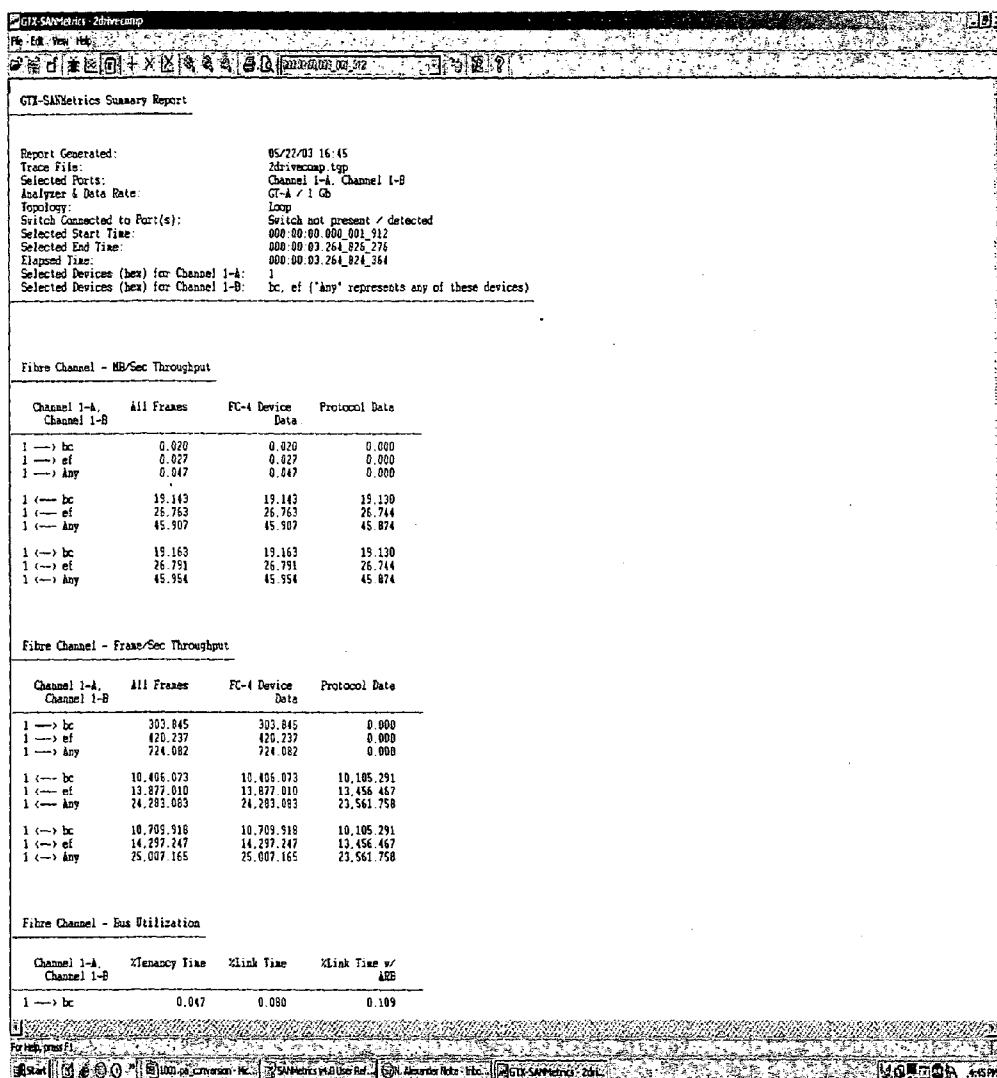 GTX-SANMetrics - 2drivecomp
File Edit View Help
GTX-SANMetrics Summary Report
Report Generated: 05/22/03 16:45
Trace File: 2drivecomp.tgp
Selected Ports: Channel 1-A, Channel 1-B
Analyzer & Data Rate: GT-A / 1 Gb
Topology: Loop
Switch Connected to Port(s): Switch not present / detected
Selected Start Time: 000:00:00.000_001_912
Selected End Time: 000:00:03.264_826_276
Elapsed Time: 000:00:03.264_824_364
Selected Devices (hex) for Channel 1-A: 1
Selected Devices (hex) for Channel 1-B: bc, ef ("Any" represents any of these devices)
Fibre Channel - MB/Sec Throughput
Channel 1-A, All Frames FC-4 Device Protocol Data
Channel 1-B Data
1 ---> bc 0.020 0.020 0.000
1 ---> ef 0.027 0.027 0.000
1 ---> Any 0.047 0.047 0.000
1 <--- bc 19.143 19.143 19.130
1 <--- ef 26.763 26.763 26.744
1 <--- Any 45.907 45.907 45.874
1 <--> bc 19.163 19.163 19.130
1 <--> ef 26.791 26.791 26.744
1 <--> Any 45.954 45.954 45.874
Fibre Channel - Frame/Sec Throughput
Channel 1-A, All Frames FC-4 Device Protocol Data
Channel 1-B Data
1 ---> bc 303.845 303.845 0.000
1 ---> ef 420.237 420.237 0.000
1 ---> Any 724.082 724.082 0.000
1 <--- bc 10,406.073 10,406.073 10,105.291
1 <--- ef 13,877.010 13,877.010 13,456.467
1 <--- Any 24,283.083 24,283.083 23,561.758
1 <--> bc 10,709.918 10,709.918 10,105.291
1 <--> ef 14,297.247 14,297.247 13,456.467
1 <--> Any 25,007.165 25,007.165 23,561.758
Fibre Channel - Bus Utilization
Channel 1-A, %Tenancy Time %Link Time %Link Time w/
Channel 1-B ARB
1 ---> bc 0.047 0.080 0.109
For Help, press F1
Start SANMetrics V4.0 User Ref... N. Alexander Nolte - Inbo... GTX-SANMetrics - 2dri... 4:45 PM